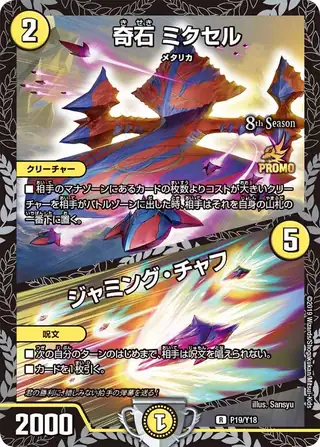 2
きせき
奇石 ミクセル
メタリカ
8th Season
PROMO
クリーチャー
■相手のマナゾーンにあるカードの枚数よりコストが大きいクリー
チャーを相手がバトルゾーンに出した時、相手はそれを自身の山札の
一番下に置く。
5
ジャミング・チャフ
呪文
■次の自分のターンのはじめまで、相手は呪文を唱えられない。
■カードを1枚引く。
illus. Sansyu
2000
1
R P19/Y18